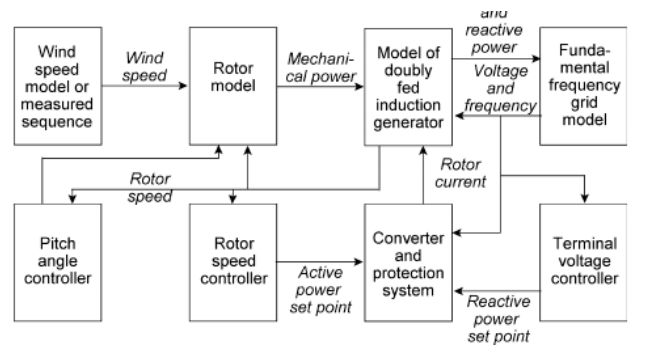 and
reactive power
Wind
speed
model or
measured
sequence
Wind
speed
Rotor
model
Mechani-
cal power
Model of
doubly
fed
induction
generator
Voltage
and
frequency
Funda-
mental
frequency
grid
model
Rotor
speed
Rotor
current
Pitch
angle
controller
Rotor
speed
controller
Active
power
set point
Converter
and
protection
system
Reactive
power
set point
Terminal
voltage
controller